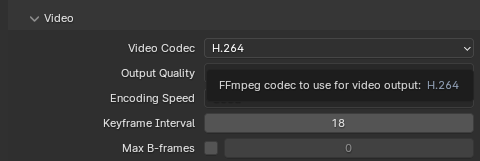 Video
Video Codec H.264
Output Quality
FFmpeg codec to use for video output: H.264
Encoding Speed
Keyframe Interval 18
Max B-frames 0